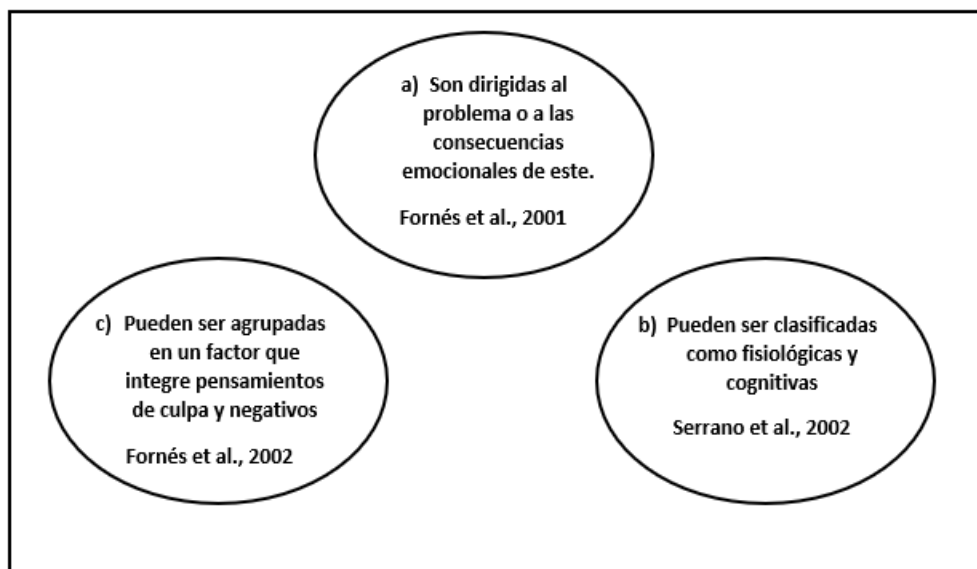 a) Son dirigidas al
problema o a las
consecuencias
emocionales de este.
Fornés et al., 2001
c) Pueden ser agrupadas
en un factor que
integre pensamientos
de culpa y negativos
Fornés et al., 2002
b) Pueden ser clasificadas
como fisiológicas y
cognitivas
Serrano et al., 2002